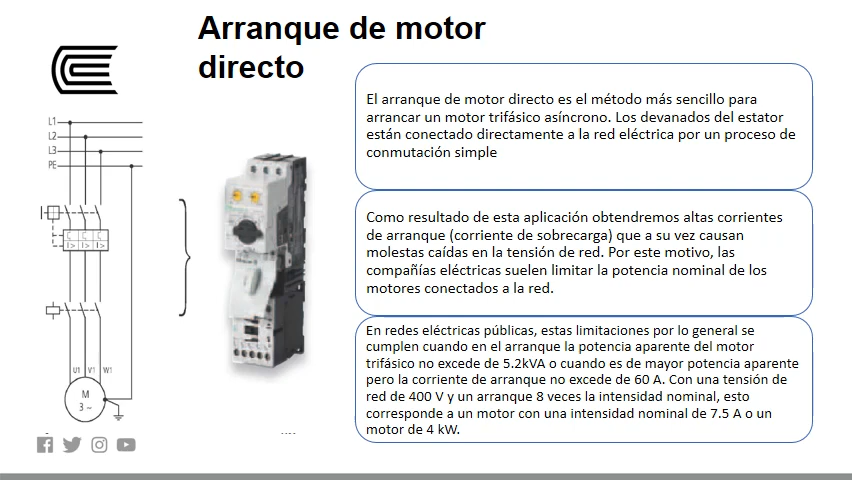 Arranque de motor
directo
El arranque de motor directo es el método más sencillo para
arrancar un motor trifásico asíncrono. Los devanados del estator
están conectado directamente a la red eléctrica por un proceso de
conmutación simple
Como resultado de esta aplicación obtendremos altas corrientes
de arranque (corriente de sobrecarga) que a su vez causan
molestas caídas en la tensión de red. Por este motivo, las
compañías eléctricas suelen limitar la potencia nominal de los
motores conectados a la red.
En redes eléctricas públicas, estas limitaciones por lo general se
cumplen cuando en el arranque la potencia aparente del motor
trifásico no excede de 5.2kVA o cuando es de mayor potencia aparente
pero la corriente de arranque no excede de 60 A. Con una tensión de
red de 400 V y un arranque 8 veces la intensidad nominal, esto
corresponde a un motor con una intensidad nominal de 7.5 A o un
motor de 4 kW.
L1
L2
L3
PE
I> I> I>
U1 V1 W1
M
3 ~